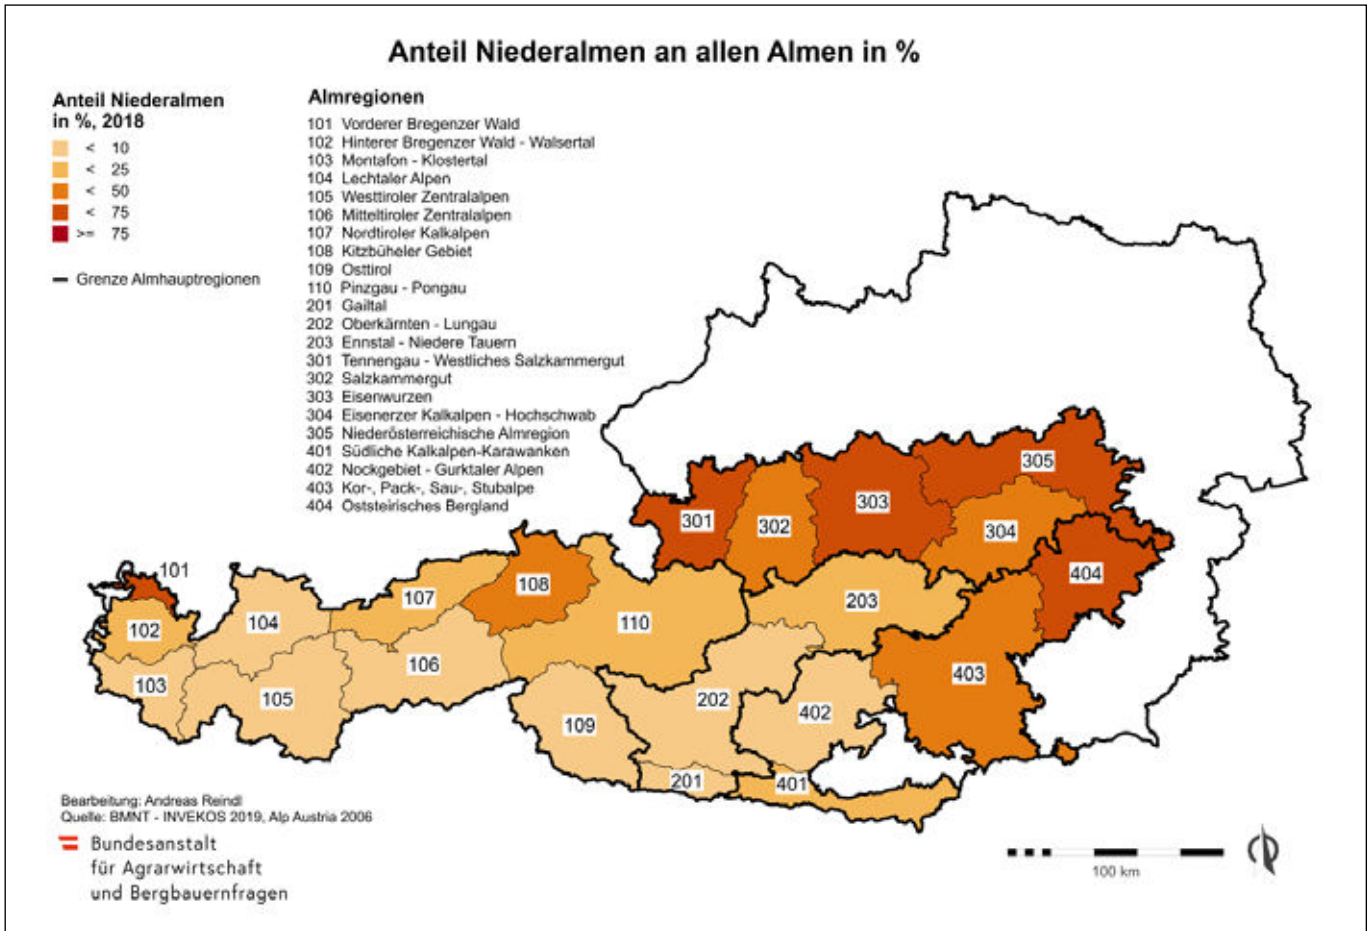 Anteil Niederalmen an allen Almen in %
Anteil Niederalmen
in %, 2018
< 10
< 25
< 50
< 75
>= 75
Grenze Almhauptregionen
Almregionen
101 Vorderer Bregenzer Wald
102 Hinterer Bregenzer Wald - Walsertal
103 Montafon - Klostertal
104 Lechtaler Alpen
105 Westtiroler Zentralalpen
106 Mitteltiroler Zentralalpen
107 Nordtiroler Kalkalpen
108 Kitzbüheler Gebiet
109 Osttirol
110 Pinzgau - Pongau
201 Gailtal
202 Oberkärnten - Lungau
203 Ennstal - Niedere Tauern
301 Tennengau - Westliches Salzkammergut
302 Salzkammergut
303 Eisenwurzen
304 Eisenerzer Kalkalpen - Hochschwab
305 Niederösterreichische Almregion
401 Südliche Kalkalpen-Karawanken
402 Nockgebiet - Gurktaler Alpen
403 Kor-, Pack-, Sau-, Stubalpe
404 Oststeirisches Bergland
305
303
301
302
304
101
108
404
107
203
102
104
110
106
403
103
105
202
402
109
201
401
Bearbeitung: Andreas Reindl
Quelle: BMNT - INVEKOS 2019, Alp Austria 2006
Bundesanstalt
für Agrarwirtschaft
und Bergbauernfragen
100 km